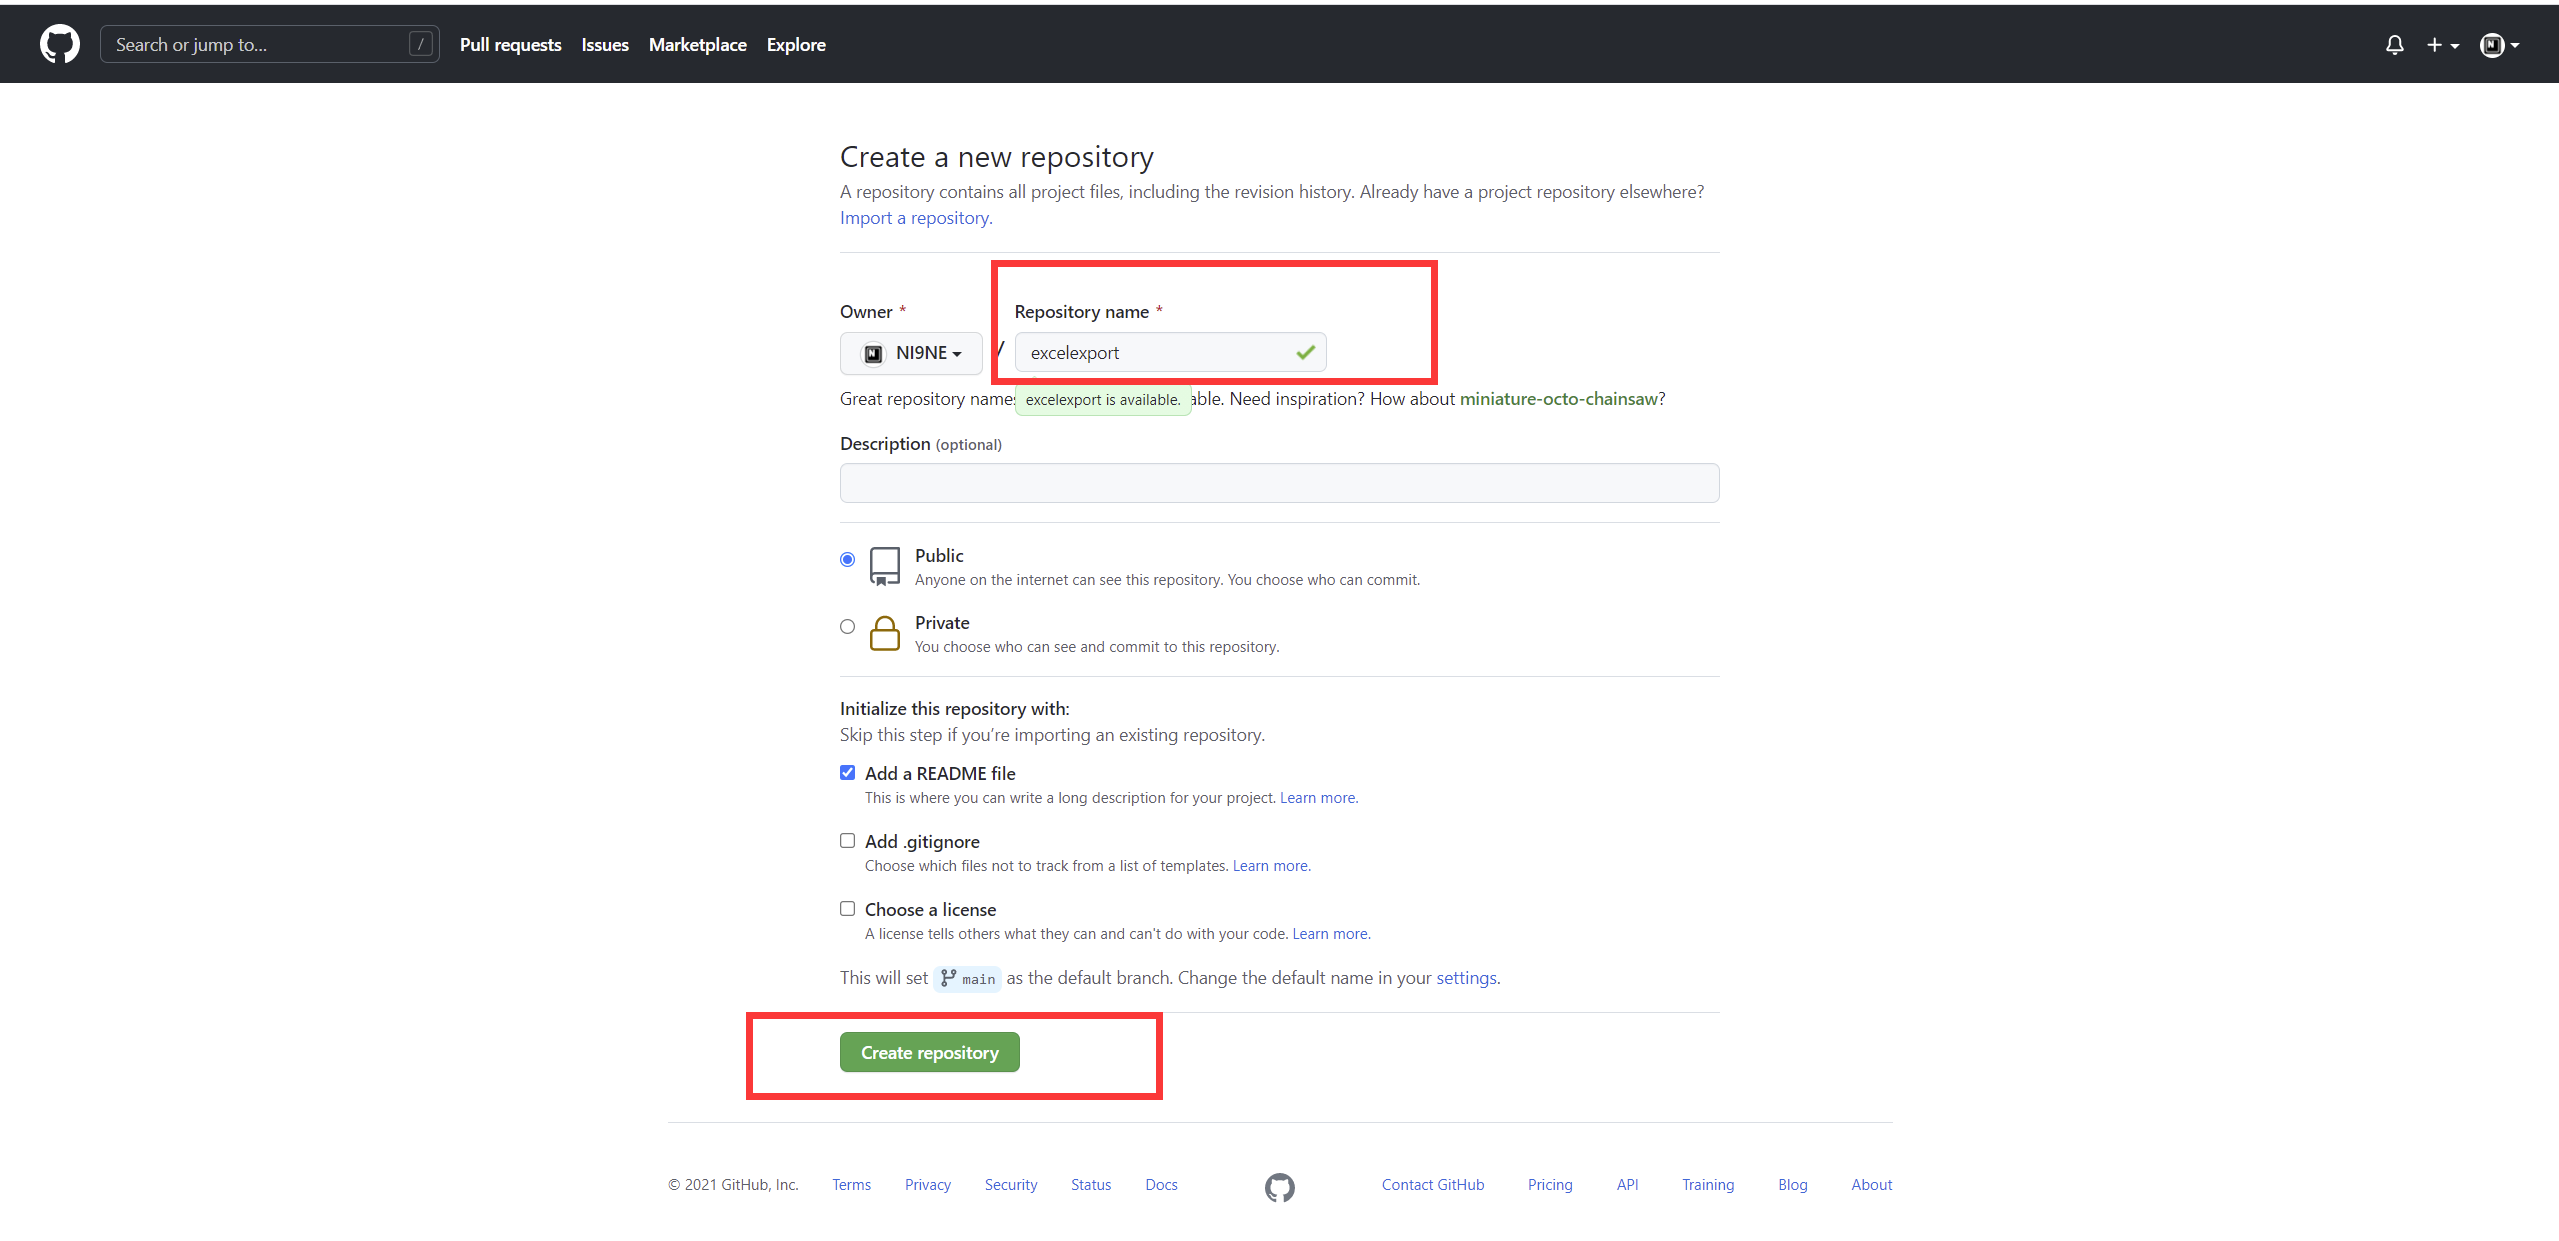 Search or jump to...
/
Pull requests
Issues
Marketplace
Explore
Create a new repository
A repository contains all project files, including the revision history. Already have a project repository elsewhere?
Import a repository.
Owner *
Repository name *
NI9NE
/
excelexport
Great repository names
excelexport is available.
able. Need inspiration? How about miniature-octo-chainsaw?
Description (optional)
Public
Anyone on the internet can see this repository. You choose who can commit.
Private
You choose who can see and commit to this repository.
Initialize this repository with:
Skip this step if you’re importing an existing repository.
Add a README file
This is where you can write a long description for your project. Learn more.
Add .gitignore
Choose which files not to track from a list of templates. Learn more.
Choose a license
A license tells others what they can and can't do with your code. Learn more.
This will set main as the default branch. Change the default name in your settings.
Create repository
© 2021 GitHub, Inc.
Terms
Privacy
Security
Status
Docs
Contact GitHub
Pricing
API
Training
Blog
About